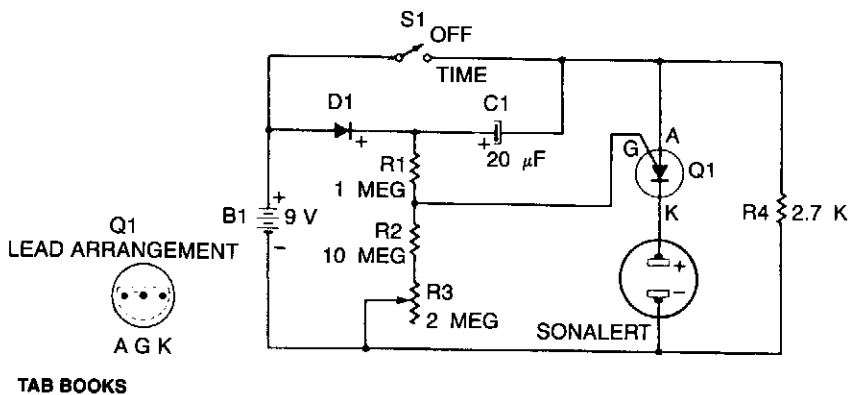 S1
OFF
TIME
D1
C1
+
+
20 µF
R1
1 MEG
G
A
Q1
K
+
B1
9 V
-
R2
10 MEG
R4
2.7 K
Q1
LEAD ARRANGEMENT
A G K
R3
2 MEG
+
-
SONALERT
TAB BOOKS